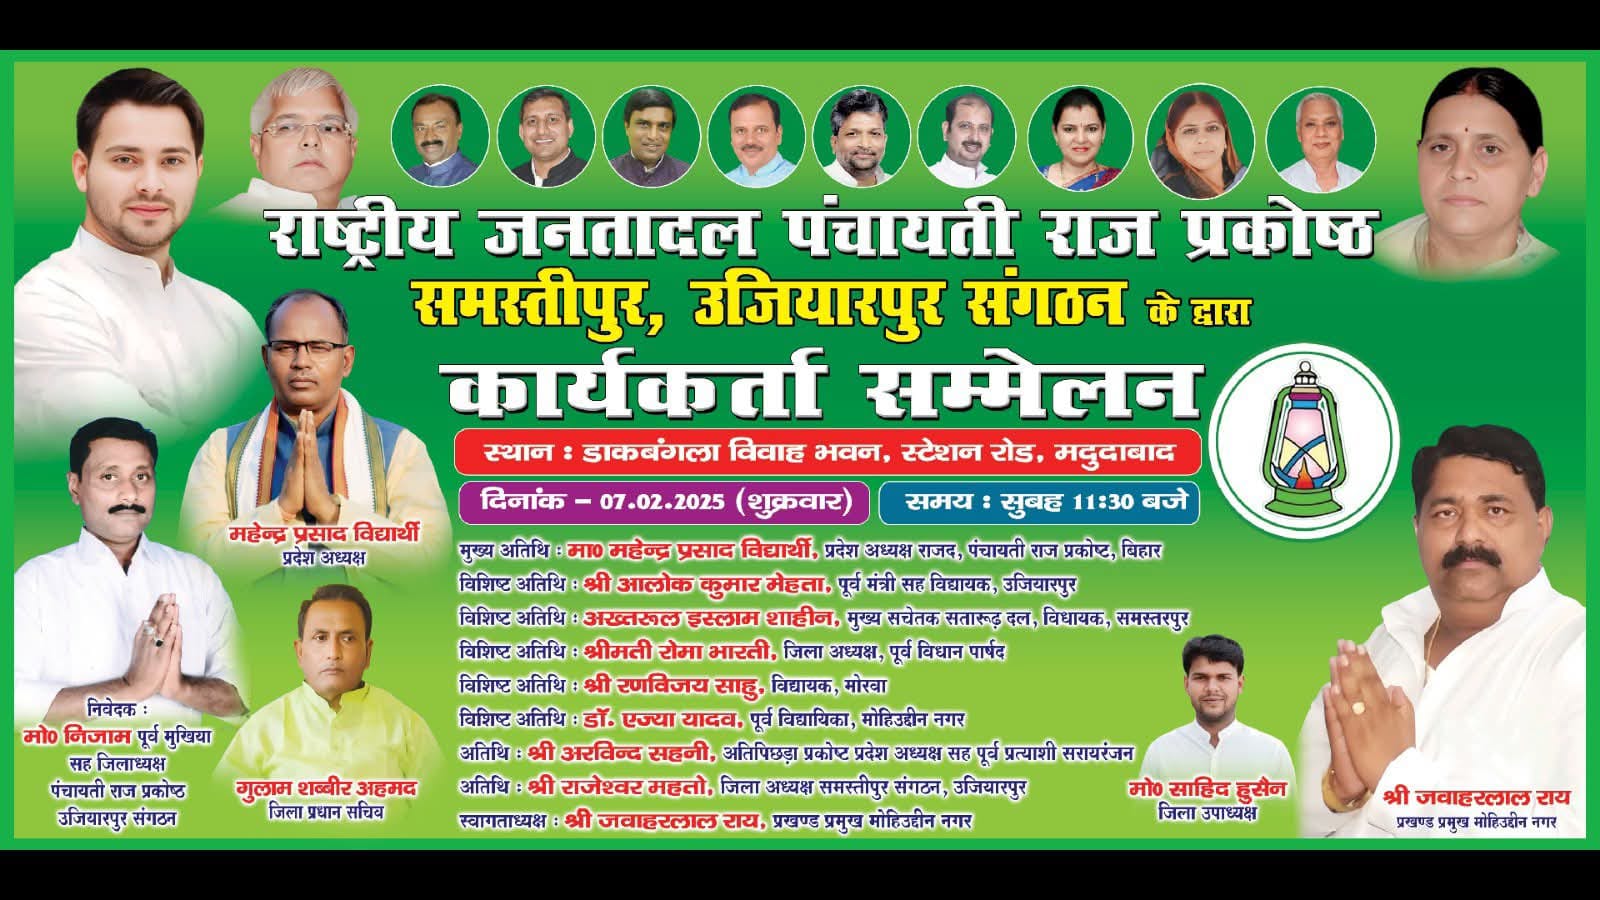 राष्ट्रीय जनतादल पंचायती राज प्रकोष्ठ
समस्तीपुर, उजियारपुर संगठन के द्वारा
कार्यकर्ता सम्मेलन
स्थान : डाकबंगला विवाह भवन, स्टेशन रोड, मदुदाबाद
दिनांक – 07.02.2025 (शुक्रवार)
समय : सुबह 11:30 बजे
महेन्द्र प्रसाद विद्यार्थी
प्रदेश अध्यक्ष
मुख्य अतिथि : मा० महेन्द्र प्रसाद विद्यार्थी, प्रदेश अध्यक्ष राजद, पंचायती राज प्रकोष्ट, बिहार
विशिष्ट अतिथि : श्री आलोक कुमार मेहता, पूर्व मंत्री सह विद्यायक, उजियारपुर
विशिष्ट अतिथि : अख्तरूल इस्लाम शाहीन, मुख्य सचेतक सतारूढ़ दल, विधायक, समस्तरपुर
विशिष्ट अतिथि : श्रीमती रोमा भारती, जिला अध्यक्ष, पूर्व विधान पार्षद
विशिष्ट अतिथि : श्री रणविजय साहु, विद्यायक, मोरवा
विशिष्ट अतिथि : डॉ. एज्या यादव, पूर्व विद्यायिका, मोहिउद्दीन नगर
अतिथि : श्री अरविन्द सहनी, अतिपिछड़ा प्रकोष्ट प्रदेश अध्यक्ष सह पूर्व प्रत्याशी सरायरंजन
अतिथि : श्री राजेश्वर महतो, जिला अध्यक्ष समस्तीपुर संगठन, उजियारपुर
स्वागताध्यक्ष : श्री जवाहरलाल राय, प्रखण्ड प्रमुख मोहिउद्दीन नगर
निवेदक :
मो० निजाम पूर्व मुखिया
सह जिलाध्यक्ष
पंचायती राज प्रकोष्ठ
उजियारपुर संगठन
गुलाम शब्बीर अहमद
जिला प्रधान सचिव
मो० साहिद हुसैन
जिला उपाध्यक्ष
श्री जवाहरलाल राय
प्रखण्ड प्रमुख मोहिउद्दीन नगर